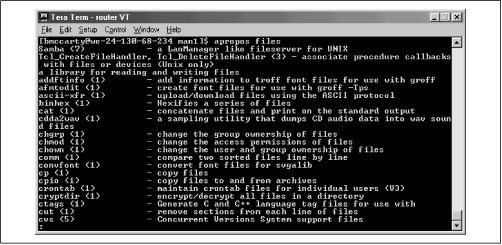 Tera Term - router VT
File Edit Setup Control Window Help
[bmccarty@we-24-130-60-234 man1]$ apropos files
Samba (7) - a LanManager like fileserver for UNIX
Tcl_CreateFileHandler, Tcl_DeleteFileHandler (3) - associate procedure callbacks
with files or devices (Unix only)
a library for reading and writing files
addftinfo (1) - add information to troff font files for use with groff
afmtodit (1) - create font files for use with groff -Tps
ascii-xfr (1) - upload/download files using the ASCII protocol
binhex (1) - Hexifies a series of files
cat (1) - concatenate files and print on the standard output
cdda2wav (1) - a sampling utility that dumps CD audio data into wav soun
d files
chgrp (1) - change the group ownership of files
chmod (1) - change the access permissions of files
chown (1) - change the user and group ownership of files
comm (1) - compare two sorted files line by line
convfont (1) - convert font files for svgalib
cp (1) - copy files
cpio (1) - copy files to and from archives
crontab (1) - maintain crontab files for individual users (V3)
cryptdir (1) - encrypt/decrypt all files in a directory
ctags (1) - Generate C and C++ language tag files for use with
cut (1) - remove sections from each line of files
cvs (5) - Concurrent Versions System support files
: